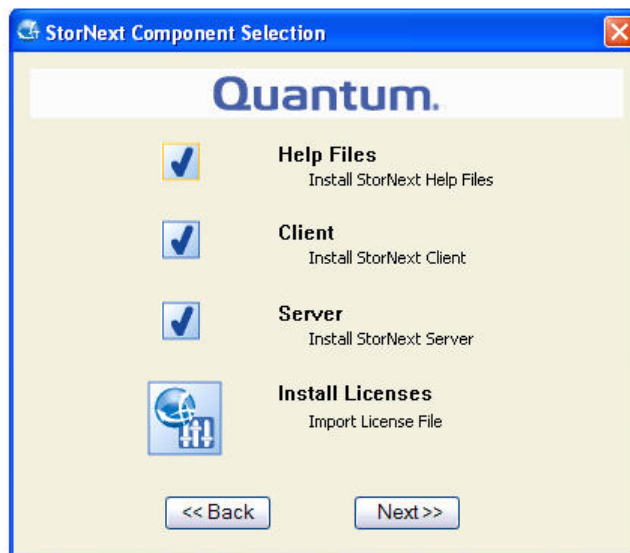 StorNext Component Selection
Quantum.
Help Files
Install StorNext Help Files
Client
Install StorNext Client
Server
Install StorNext Server
Install Licenses
Import License File
<< Back
Next >>